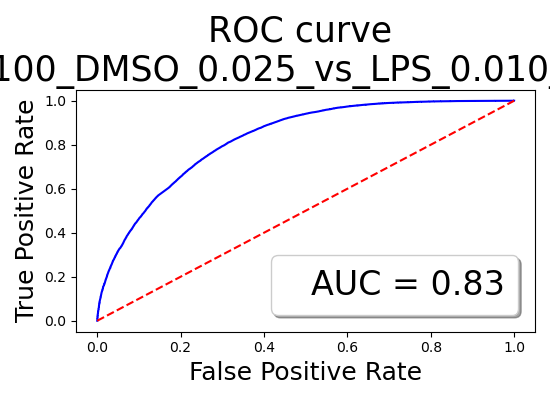 ROC curve
100_DMSO_0.025_vs_LPS_0.010_
True Positive Rate
1.0
0.8
0.6
0.4
0.2
0.0
AUC = 0.83
0.0 0.2 0.4 0.6 0.8 1.0
False Positive Rate